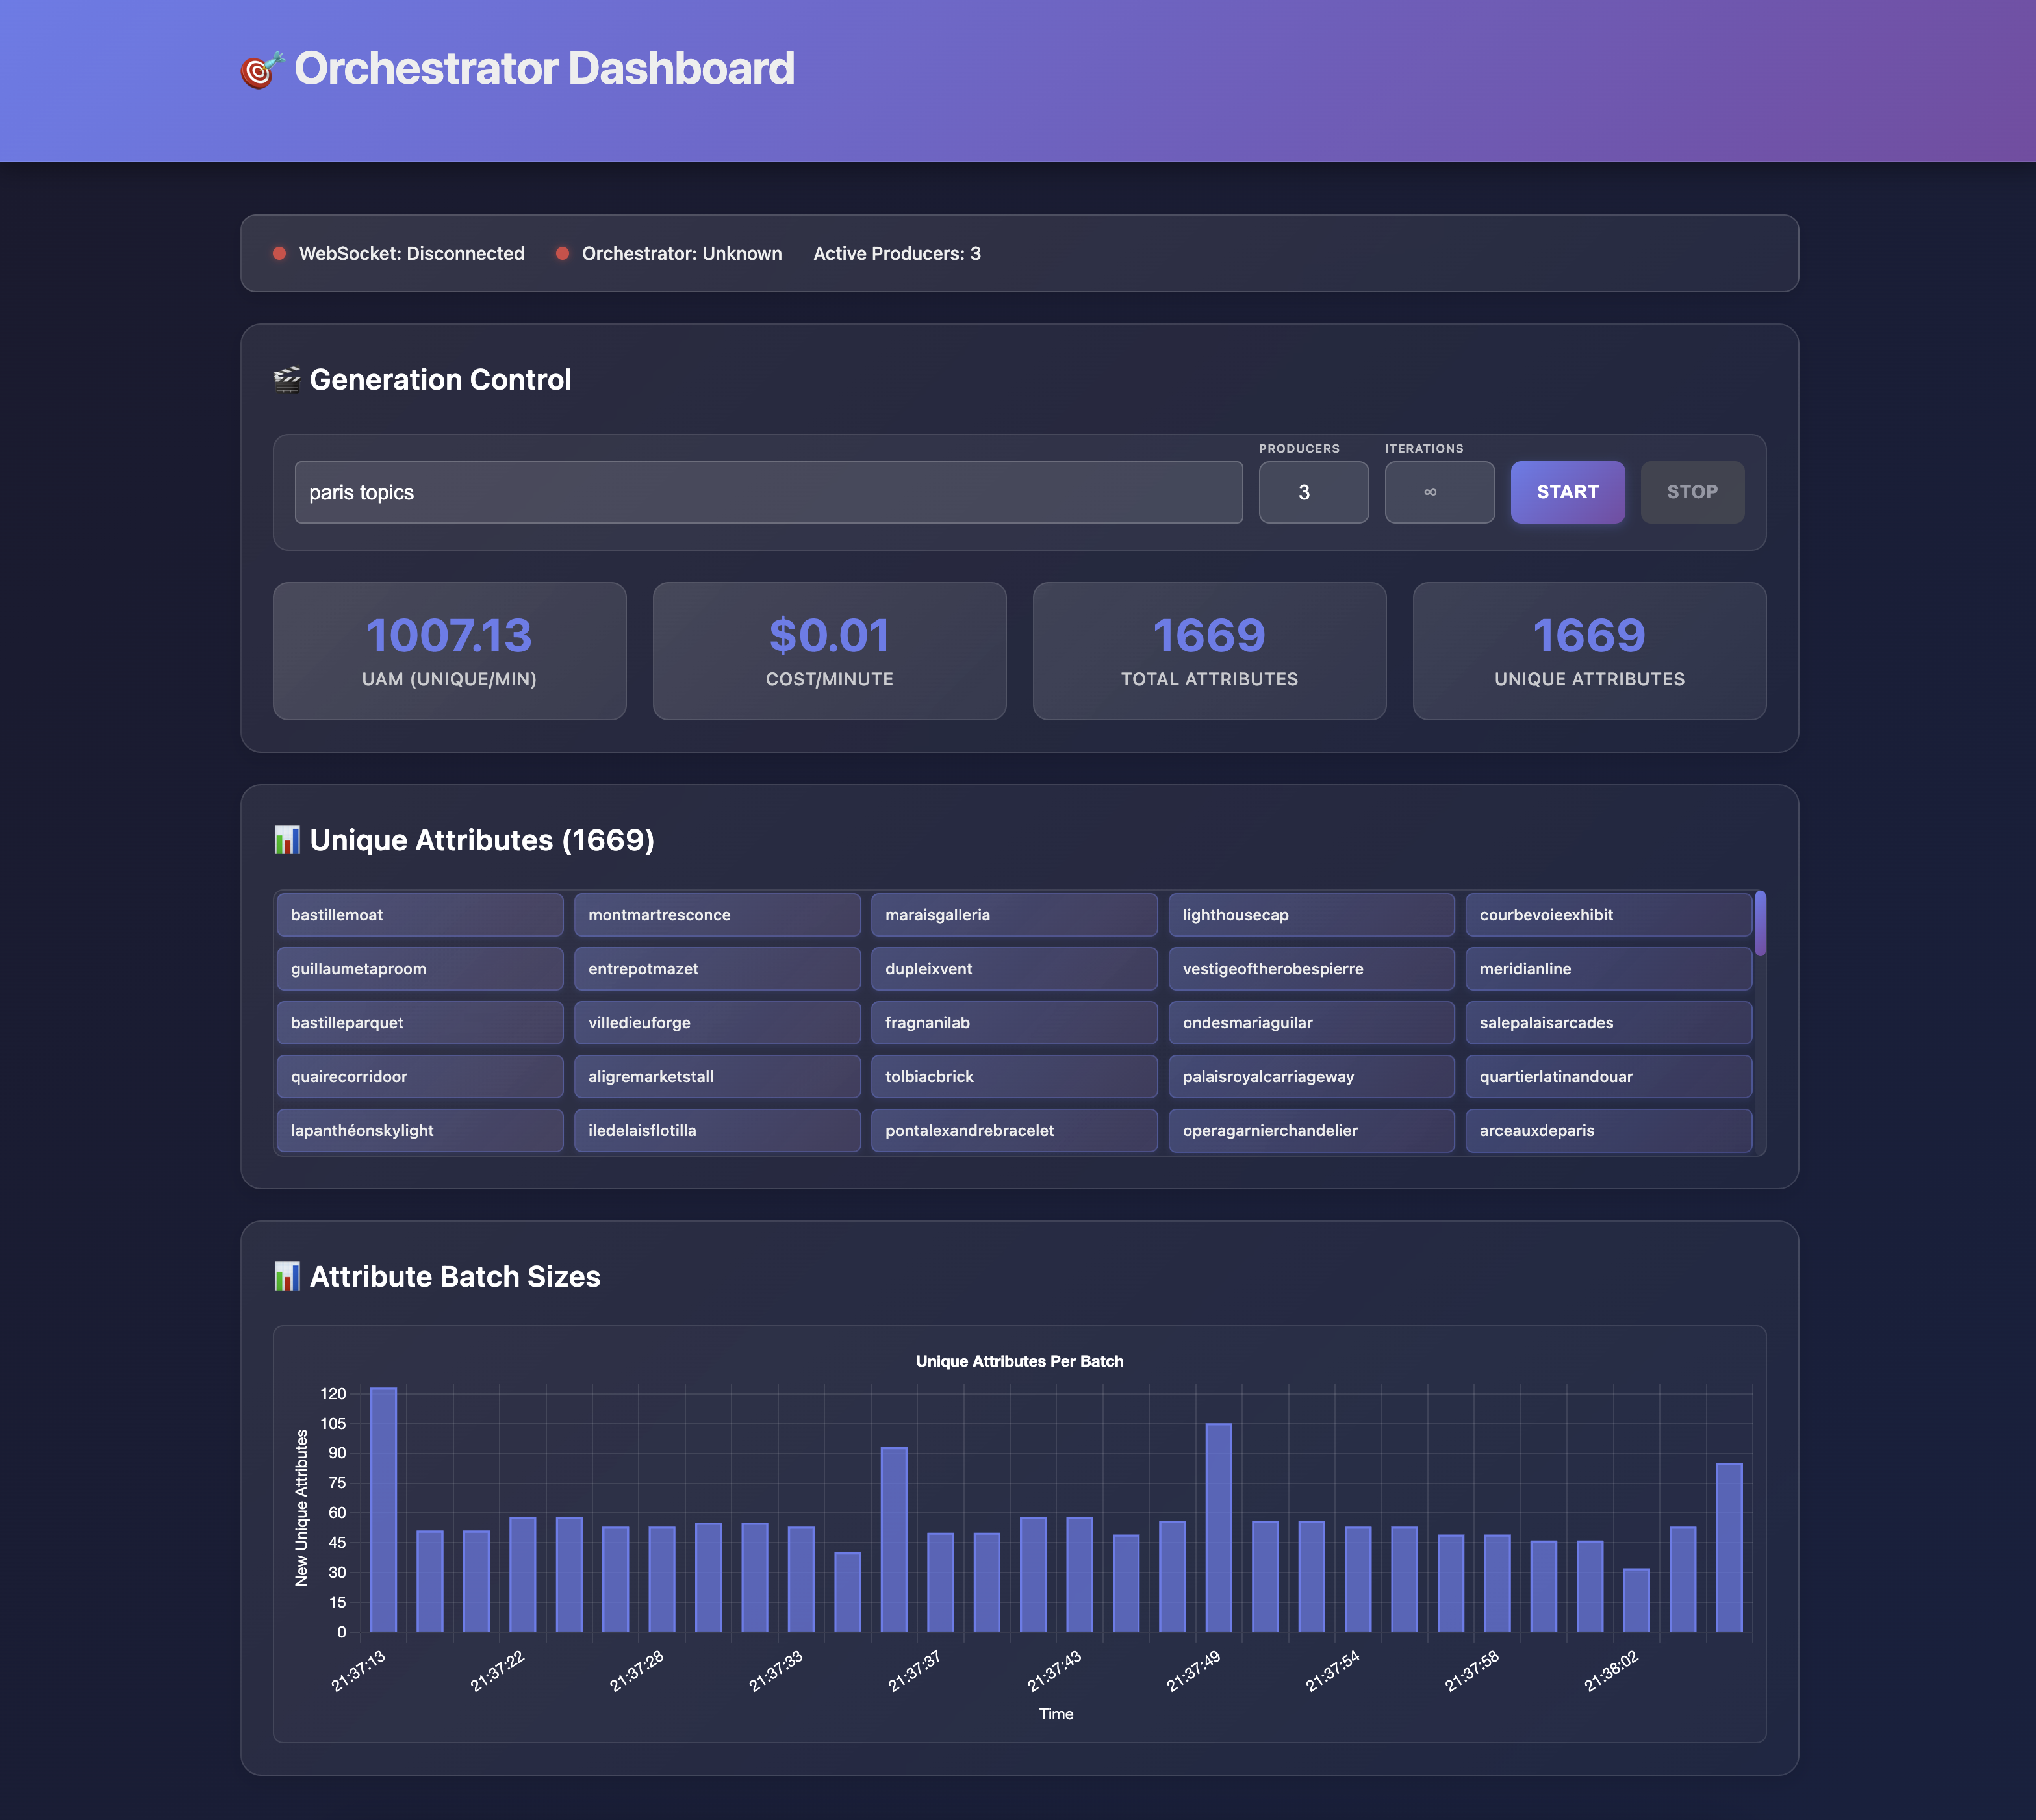 🎯 Orchestrator Dashboard
WebSocket: Disconnected Orchestrator: Unknown Active Producers: 3
🎬 Generation Control
PRODUCERS ITERATIONS
paris topics 3 ∞ START STOP
1007.13 $0.01 1669 1669
UAM (UNIQUE/MIN) COST/MINUTE TOTAL ATTRIBUTES UNIQUE ATTRIBUTES
📊 Unique Attributes (1669)
bastillemoat montmartresconce maraisgalleria lighthousecap courbevoieexhibit
guillaumetaproom entrepotmazet dupleixvent vestigeoftherobespierre meridianline
bastilleparquet villedieuforge fragnanilab ondesmariaguilar salepalaisarcades
quairecorridoor aligremarketstall tolbiacbrick palaisroyalcarriageway quartierlatinandouar
lapanthéonskylight iledelaisflotilla pontalexandrebracelet operagarnierchandelier arceauxdeparis
📊 Attribute Batch Sizes
Unique Attributes Per Batch
New Unique Attributes
120
105
90
75
60
45
30
15
0
21:37:13 21:37:22 21:37:28 21:37:33 21:37:37 21:37:43 21:37:49 21:37:54 21:37:58 21:38:02
Time